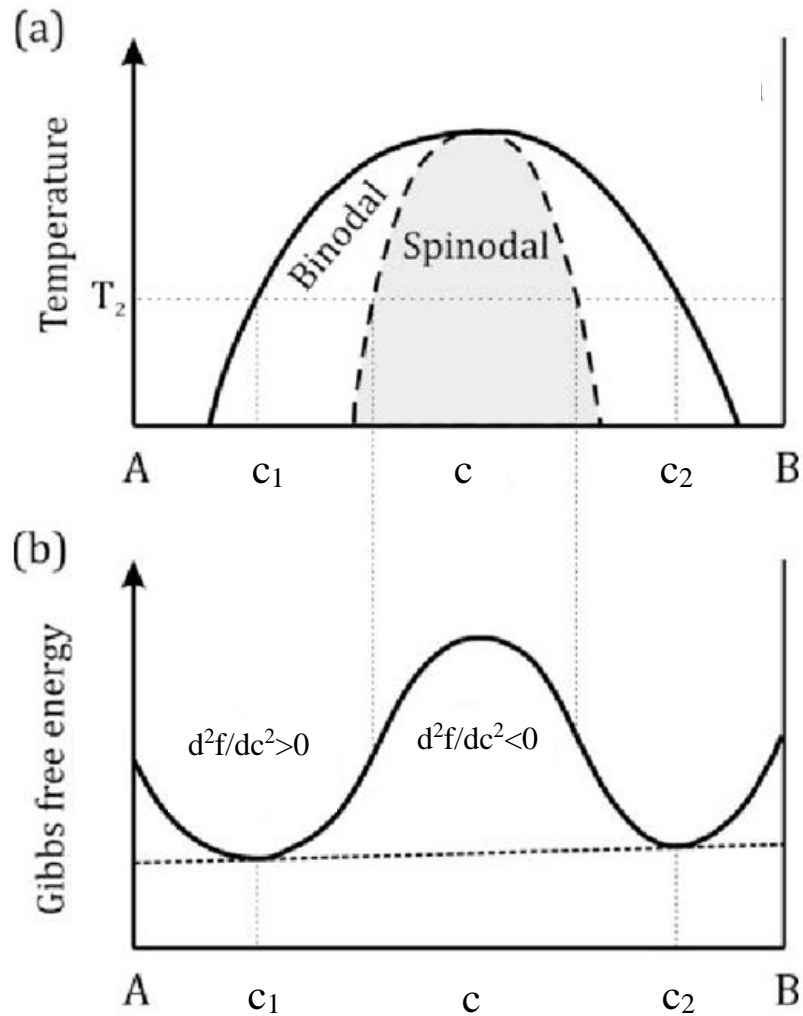 (a)
Temperature
T₂
Binodal
Spinodal
A c₁ c c₂ B
(b)
Gibbs free energy
d²f/dc²>0 d²f/dc²<0
A c₁ c c₂ B